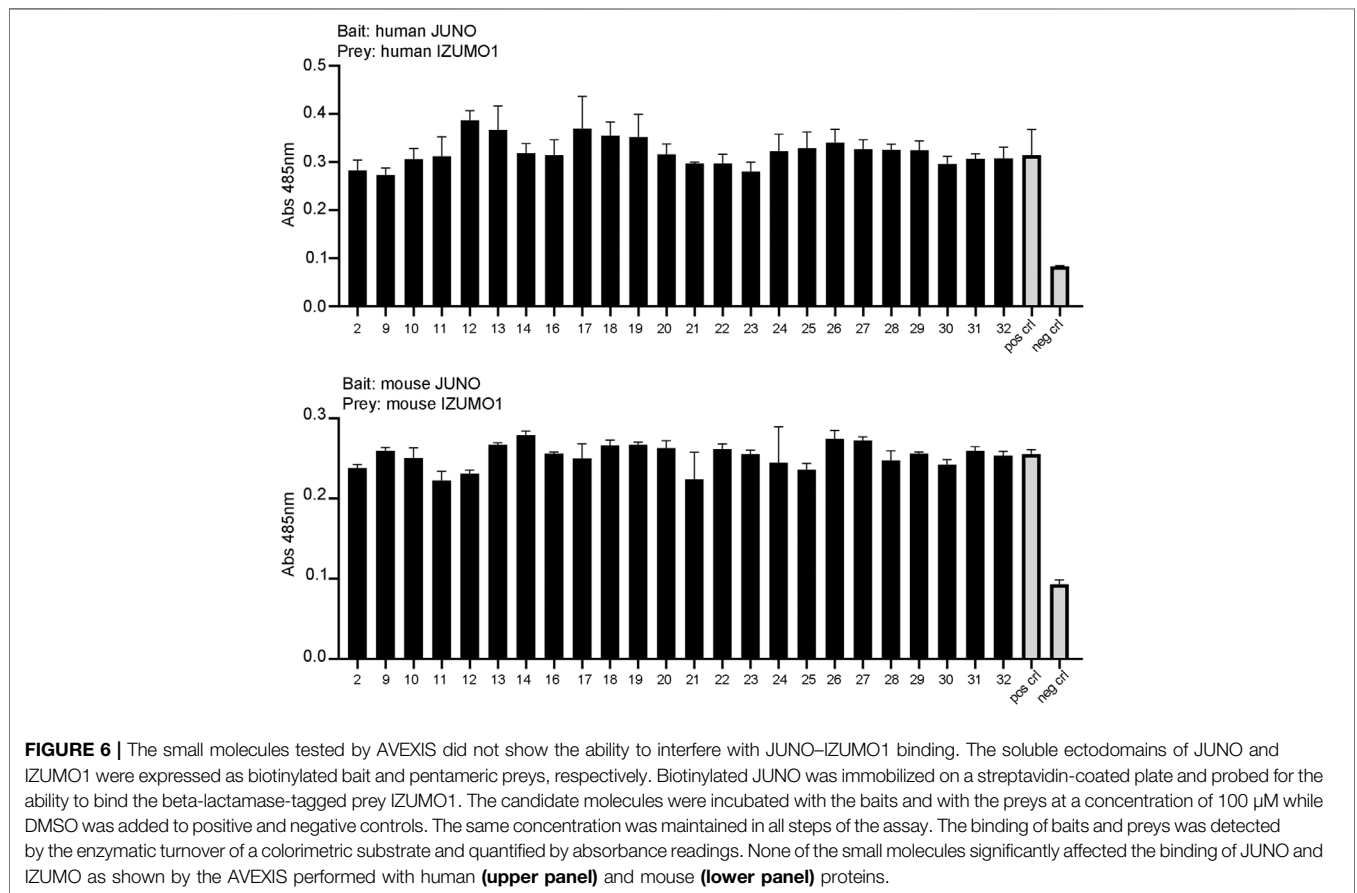 Bait: human JUNO
Prey: human IZUMO1
0.5
0.4
0.3
0.2
0.1
0.0
Abs 485nm
2 9 10 11 12 13 14 16 17 18 19 20 21 22 23 24 25 26 27 28 29 30 31 32 pos crl neg crl
Bait: mouse JUNO
Prey: mouse IZUMO1
0.3
0.2
0.1
0.0
Abs 485nm
2 9 10 11 12 13 14 16 17 18 19 20 21 22 23 24 25 26 27 28 29 30 31 32 pos crl neg crl
FIGURE 6 | The small molecules tested by AVEXIS did not show the ability to interfere with JUNO–IZUMO1 binding. The soluble ectodomains of JUNO and
IZUMO1 were expressed as biotinylated bait and pentameric preys, respectively. Biotinylated JUNO was immobilized on a streptavidin-coated plate and probed for the
ability to bind the beta-lactamase-tagged prey IZUMO1. The candidate molecules were incubated with the baits and with the preys at a concentration of 100 µM while
DMSO was added to positive and negative controls. The same concentration was maintained in all steps of the assay. The binding of baits and preys was detected
by the enzymatic turnover of a colorimetric substrate and quantified by absorbance readings. None of the small molecules significantly affected the binding of JUNO and
IZUMO as shown by the AVEXIS performed with human (upper panel) and mouse (lower panel) proteins.